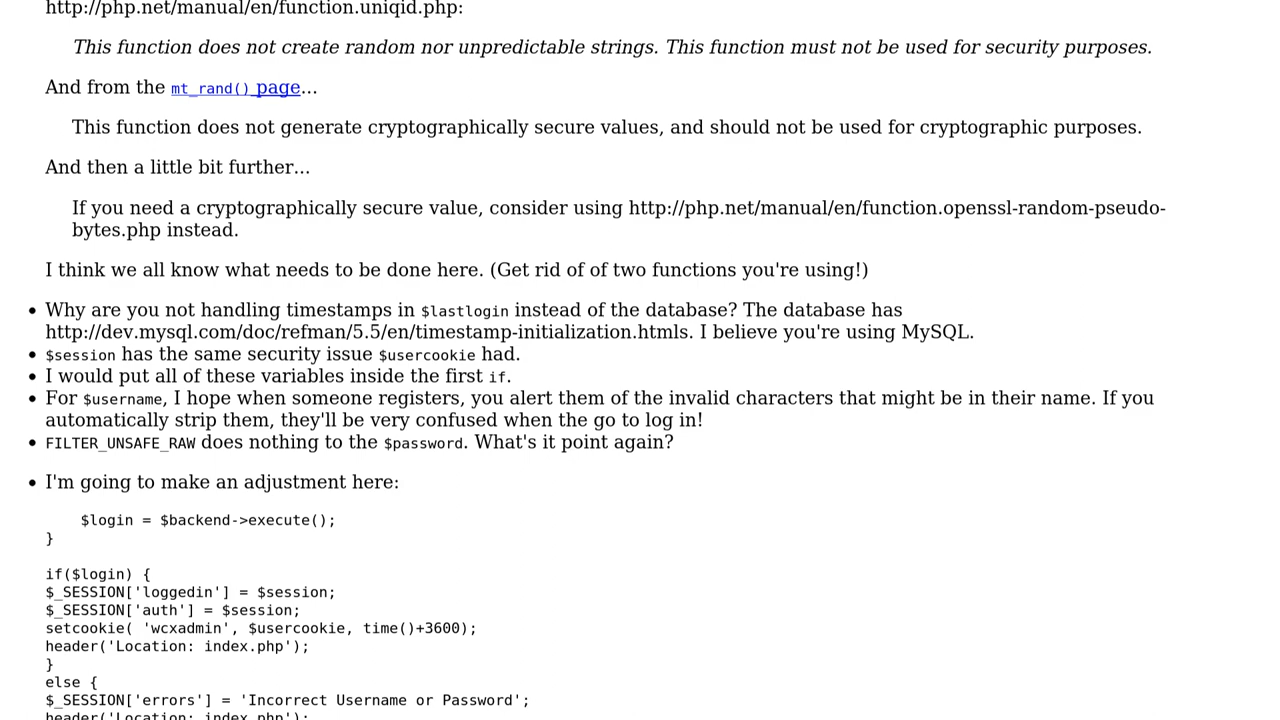 http://php.net/manual/en/function.uniqid.php:
This function does not create random nor unpredictable strings. This function must not be used for security purposes.
And from the mt_rand() page...
This function does not generate cryptographically secure values, and should not be used for cryptographic purposes.
And then a little bit further...
If you need a cryptographically secure value, consider using http://php.net/manual/en/function.openssl-random-pseudo-
bytes.php instead.
I think we all know what needs to be done here. (Get rid of of two functions you're using!)
• Why are you not handling timestamps in $lastlogin instead of the database? The database has
http://dev.mysql.com/doc/refman/5.5/en/timestamp-initialization.htmls. I believe you're using MySQL.
• $session has the same security issue $usercookie had.
• I would put all of these variables inside the first if.
• For $username, I hope when someone registers, you alert them of the invalid characters that might be in their name. If you
automatically strip them, they'll be very confused when the go to log in!
• FILTER_UNSAFE_RAW does nothing to the $password. What's it point again?
• I'm going to make an adjustment here:
$login = $backend->execute();
}
if($login) {
$_SESSION['loggedin'] = $session;
$_SESSION['auth'] = $session;
setcookie( 'wcxadmin', $usercookie, time()+3600);
header('Location: index.php');
}
else {
$_SESSION['errors'] = 'Incorrect Username or Password';
header('Location: index.php');